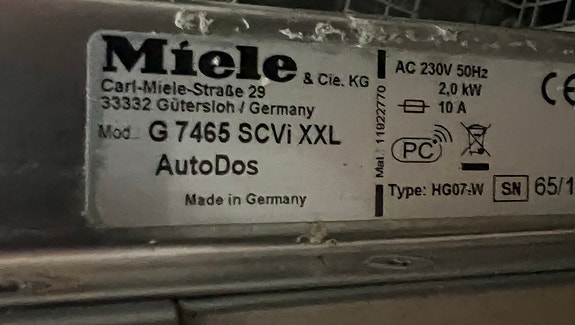 Miele & Cie. KG
Carl-Miele-Straße 29
33332 Gütersloh / Germany
Mod. G 7465 SCVi XXL
AutoDos
Made in Germany
Mat.: 11922770
AC 230V 50Hz
2,0 kW
10 A
CE
PC
Type: HG07-W SN 65/1